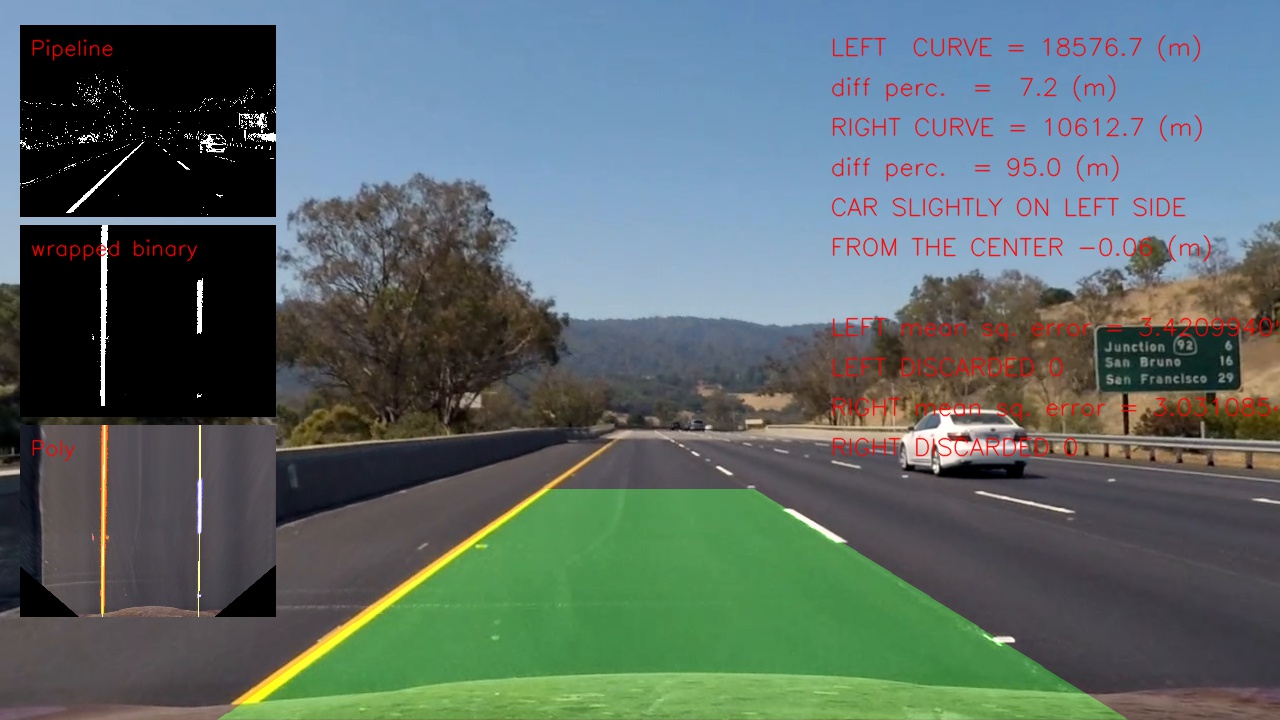 Pipeline
wrapped binary
Poly
LEFT CURVE = 18576.7 (m)
diff perc. = 7.2 (m)
RIGHT CURVE = 10612.7 (m)
diff perc. = 95.0 (m)
CAR SLIGHTLY ON LEFT SIDE
FROM THE CENTER -0.06 (m)
LEFT mean sq. error = 3.4209940
LEFT DISCARDED 0
RIGHT mean sq. error = 3.031085
RIGHT DISCARDED 0
Junction 92 6
San Bruno 16
San Francisco 29